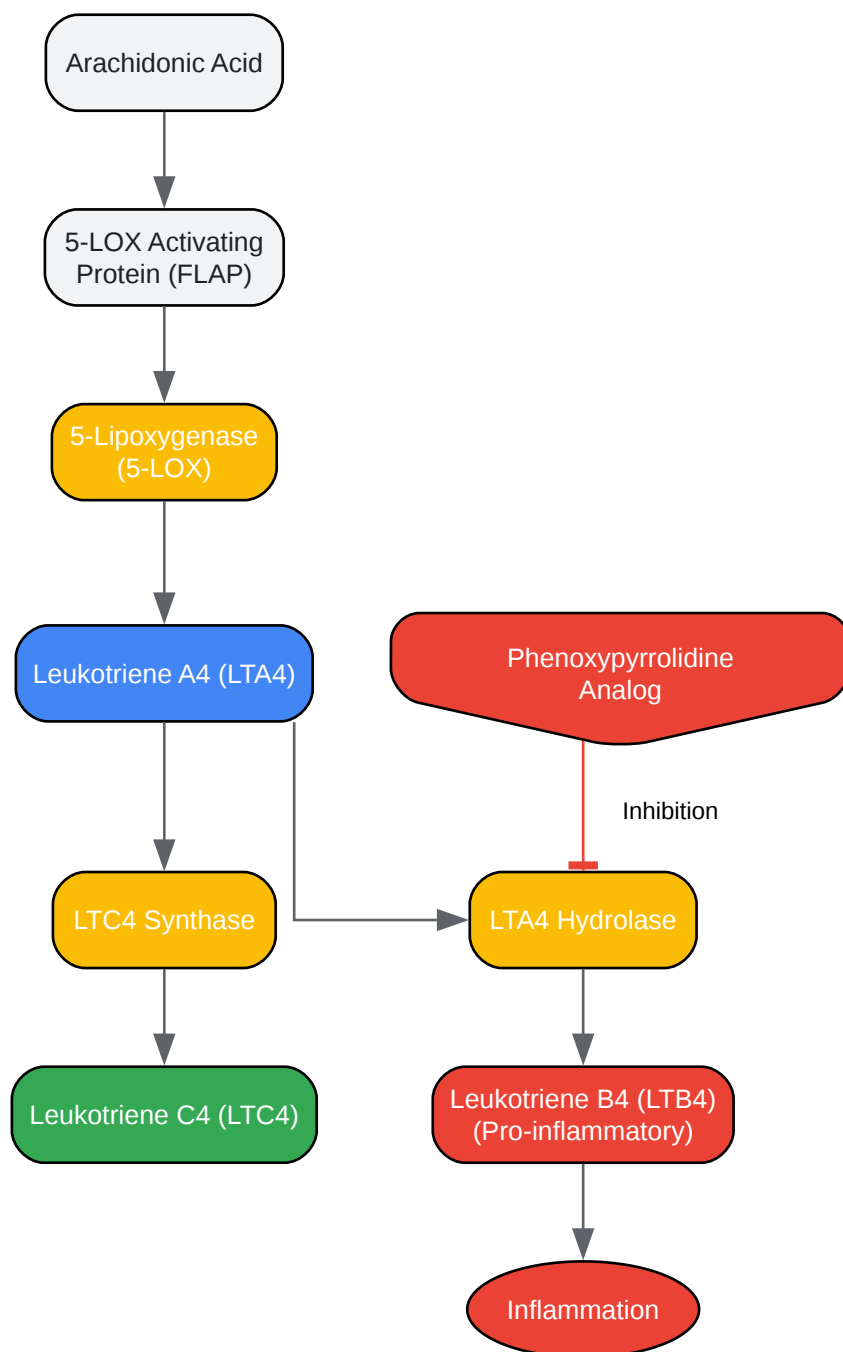 Arachidonic Acid
5-LOX Activating
Protein (FLAP)
5-Lipoxygenase
(5-LOX)
Leukotriene A4 (LTA4)
Phenoxypyrrolidine
Analog
Inhibition
LTC4 Synthase
LTA4 Hydrolase
Leukotriene C4 (LTC4)
Leukotriene B4 (LTB4)
(Pro-inflammatory)
Inflammation